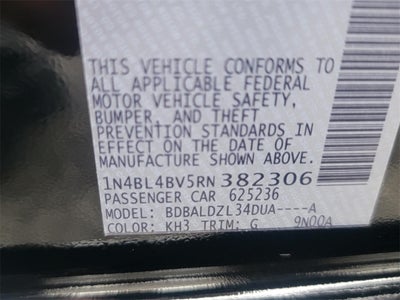 THIS VEHICLE CONFORMS TO
ALL APPLICABLE FEDERAL
MOTOR VEHICLE SAFETY,
BUMPER, AND THEFT
PREVENTION STANDARDS IN
EFFECT ON THE DATE OF
MANUFACTURE SHOWN ABOVE.
1N4BL4BV5RN382306
PASSENGER CAR 625236
MODEL: BDBALDZL34DUA----A
COLOR: KH3 TRIM: G 9N00A